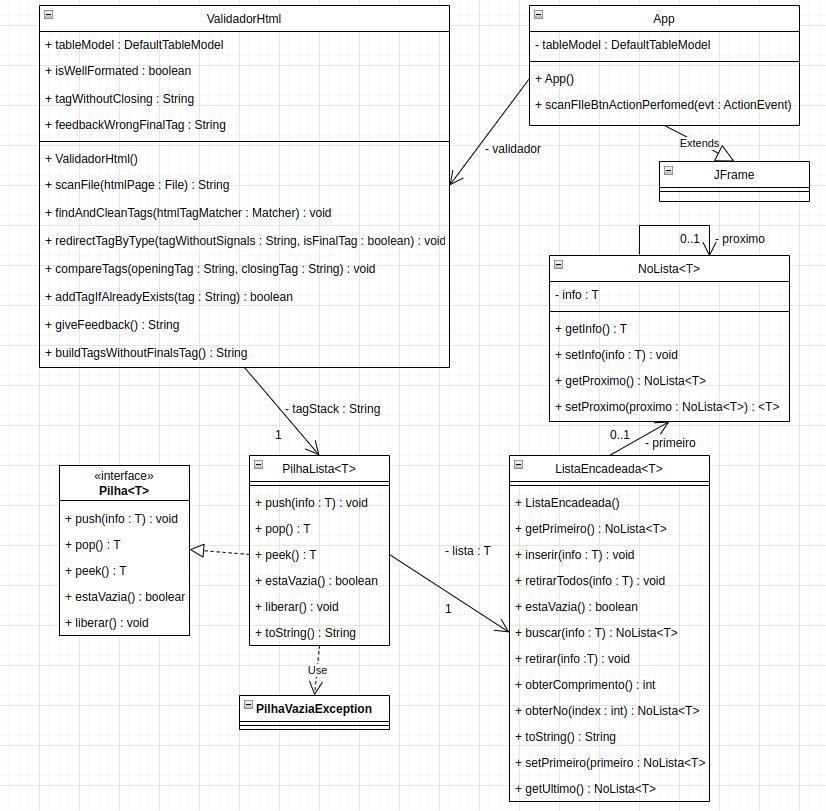 ValidadorHtml
+ tableModel : DefaultTableModel
+ isWellFormated : boolean
+ tagWithoutClosing : String
+ feedbackWrongFinalTag : String
+ ValidadorHtml()
+ scanFile(htmlPage : File) : String
+ findAndCleanTags(htmlTagMatcher : Matcher) : void
+ redirectTagByType(tagWithoutSignals : String, isFinalTag : boolean) : void
+ compareTags(openingTag : String, closingTag : String) : void
+ addTagIfAlreadyExists(tag : String) : boolean
+ giveFeedback() : String
+ buildTagsWithoutFinalsTag() : String
App
- tableModel : DefaultTableModel
+ App()
+ scanFIleBtnActionPerfomed(evt : ActionEvent)
- validador
Extends
JFrame
0..1
- proximo
NoLista<T>
- info : T
+ getInfo() : T
+ setInfo(info : T) : void
+ getProximo() : NoLista<T>
+ setProximo(proximo : NoLista<T>) : <T>
- tagStack : String
1
0..1
- primeiro
«interface»
Pilha<T>
+ push(info : T) : void
+ pop() : T
+ peek() : T
+ estaVazia() : boolear
+ liberar() : void
PilhaLista<T>
+ push(info : T) : void
+ pop() : T
+ peek() : T
+ estaVazia() : boolean
+ liberar() : void
+ toString() : String
- lista : T
1
Use
PilhaVaziaException
ListaEncadeada<T>
+ ListaEncadeada()
+ getPrimeiro() : NoLista<T>
+ inserir(info : T) : void
+ retirarTodos(info : T) : void
+ estaVazia() : boolean
+ buscar(info : T) : NoLista<T>
+ retirar(info :T) : void
+ obterComprimento() : int
+ obterNo(index : int) : NoLista<T>
+ toString() : String
+ setPrimeiro(primeiro : NoLista<T>
+ getUltimo() : NoLista<T>